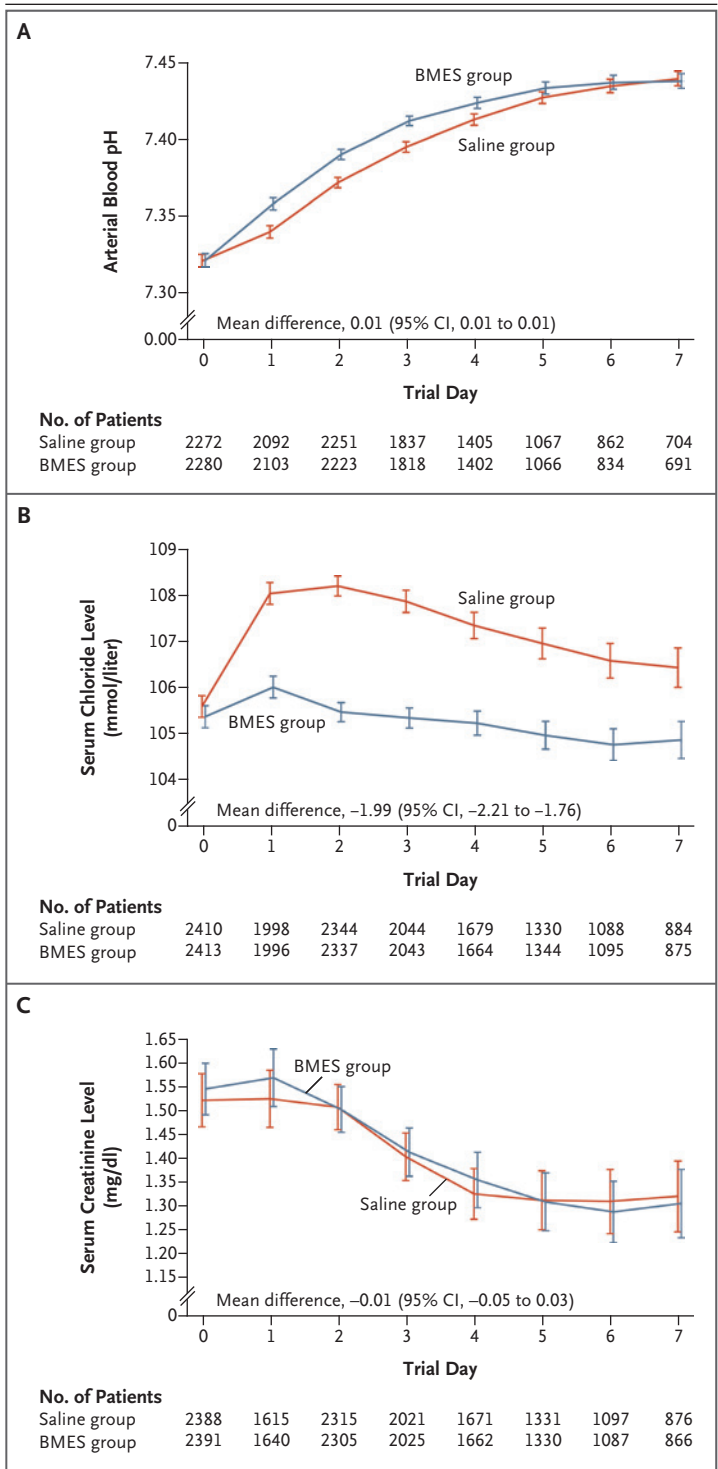 A
7.45
7.40
7.35
7.30
0.00
Arterial Blood pH
BMES group
Saline group
Mean difference, 0.01 (95% CI, 0.01 to 0.01)
0 1 2 3 4 5 6 7
Trial Day
No. of Patients
Saline group 2272 2092 2251 1837 1405 1067 862 704
BMES group 2280 2103 2223 1818 1402 1066 834 691
B
109
108
107
106
105
104
0
Serum Chloride Level
(mmol/liter)
Saline group
BMES group
Mean difference, –1.99 (95% CI, –2.21 to –1.76)
0 1 2 3 4 5 6 7
Trial Day
No. of Patients
Saline group 2410 1998 2344 2044 1679 1330 1088 884
BMES group 2413 1996 2337 2043 1664 1344 1095 875
C
1.65
1.60
1.55
1.50
1.45
1.40
1.35
1.30
1.20
1.15
0
Serum Creatinine Level
(mg/dl)
BMES group
Saline group
Mean difference, –0.01 (95% CI, –0.05 to 0.03)
0 1 2 3 4 5 6 7
Trial Day
No. of Patients
Saline group 2388 1615 2315 2021 1671 1331 1097 876
BMES group 2391 1640 2305 2025 1662 1330 1087 866